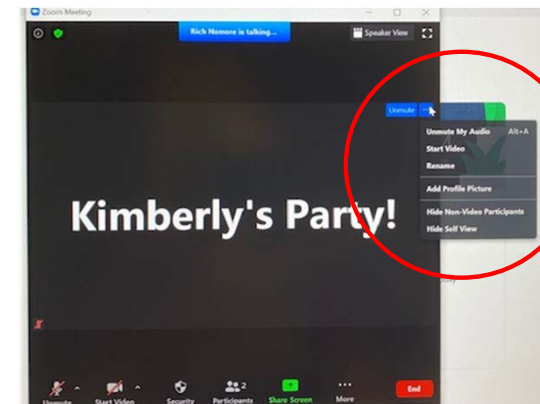 Zoom Meeting
Rich Nomore is talking...
Speaker View
Unmute
Unmute My Audio Alt+A
Start Video
Rename
Add Profile Picture
Hide Non-Video Participants
Hide Self View
Kimberly's Party!
Unmute
Start Video
Security
Participants 2
Share Screen
More
End